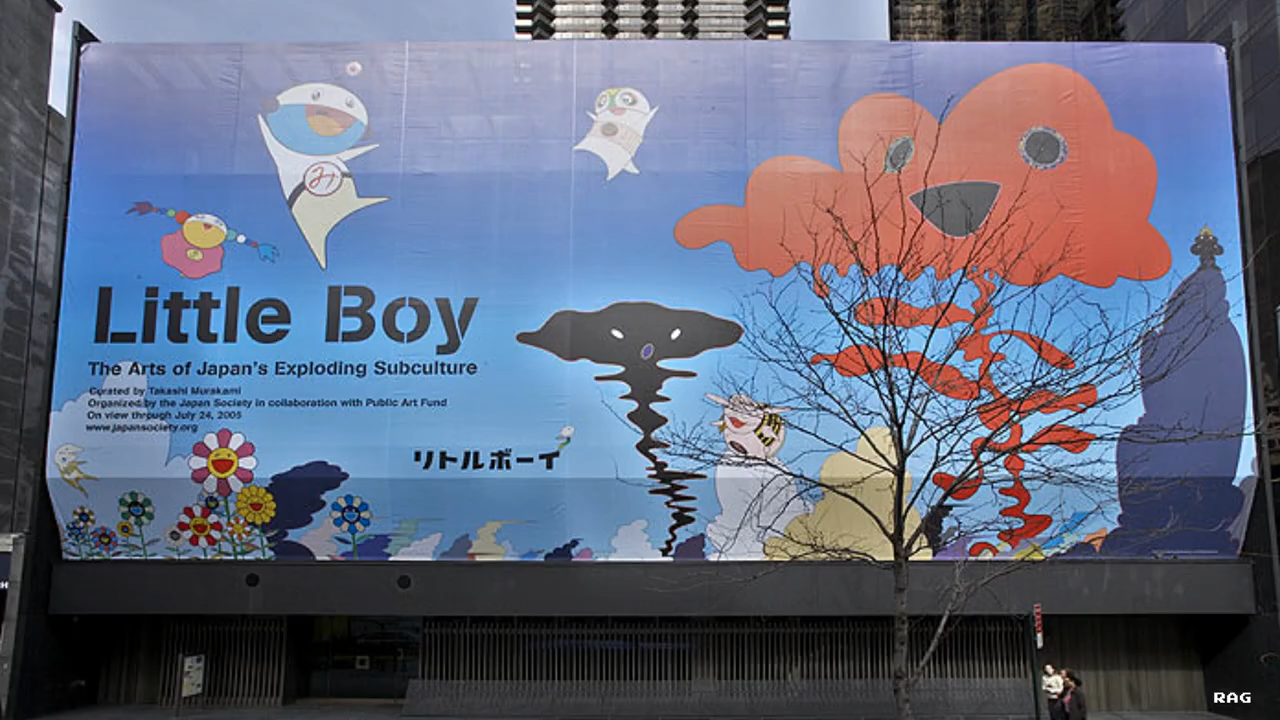 Little Boy
The Arts of Japan's Exploding Subculture
Curated by Takashi Murakami
Organized by the Japan Society in collaboration with Public Art Fund
On view through July 24, 2005
www.japansociety.org
リトルボーイ
み
RAG